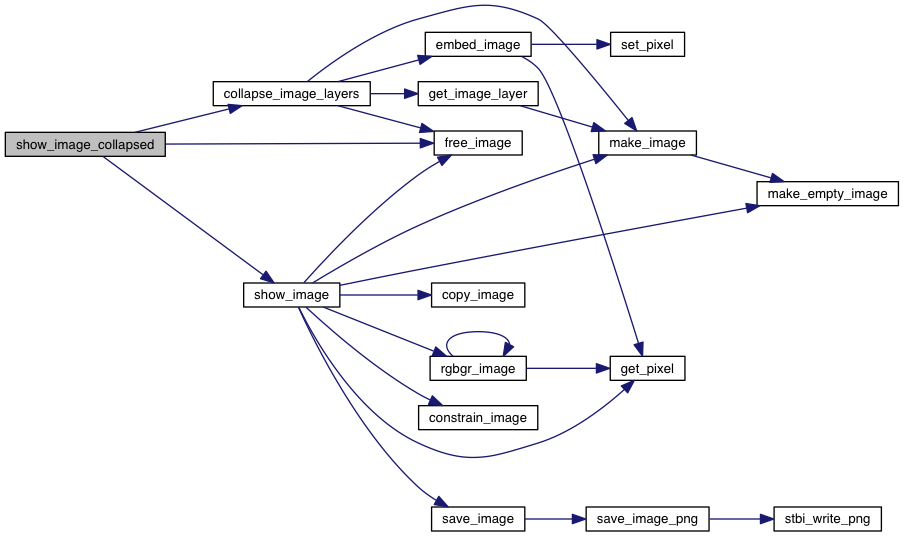 embed_image
set_pixel
collapse_image_layers
get_image_layer
show_image_collapsed
free_image
make_image
make_empty_image
show_image
copy_image
rgbgr_image
get_pixel
constrain_image
save_image
save_image_png
stbi_write_png